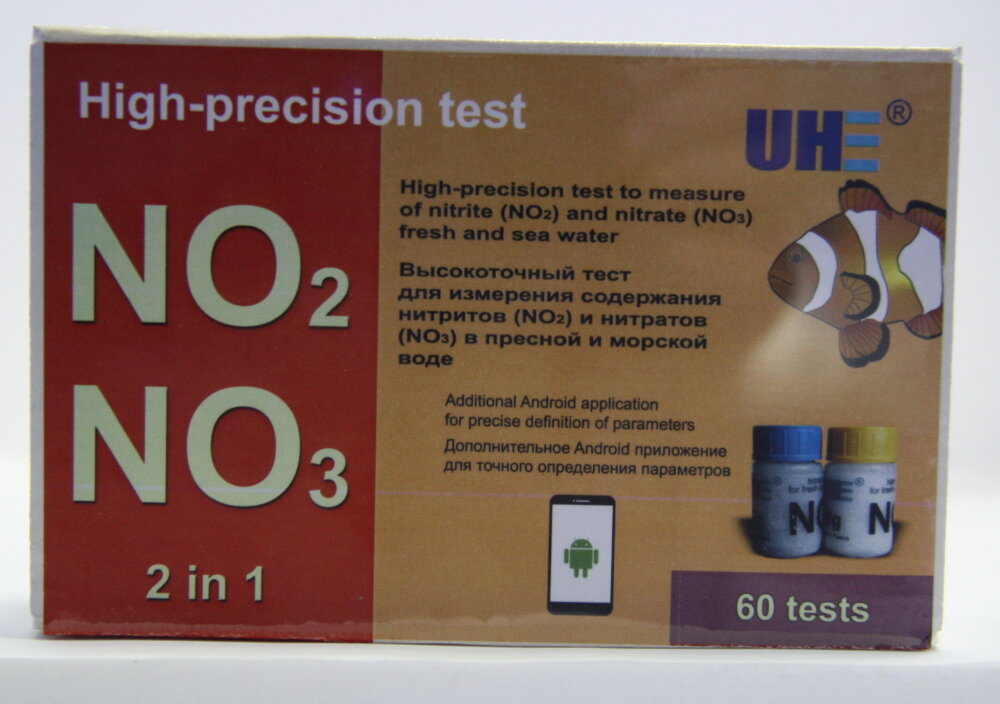 High-precision test
UHE®
NO2
NO3
2 in 1
High-precision test to measure
of nitrite (NO2) and nitrate (NO3)
fresh and sea water
Высокоточный тест
для измерения содержания
нитритов (NO2) и нитратов
(NO3) в пресной и морской
воде
Additional Android application
for precise definition of parameters
Дополнительное Android приложение
для точного определения параметров
60 tests